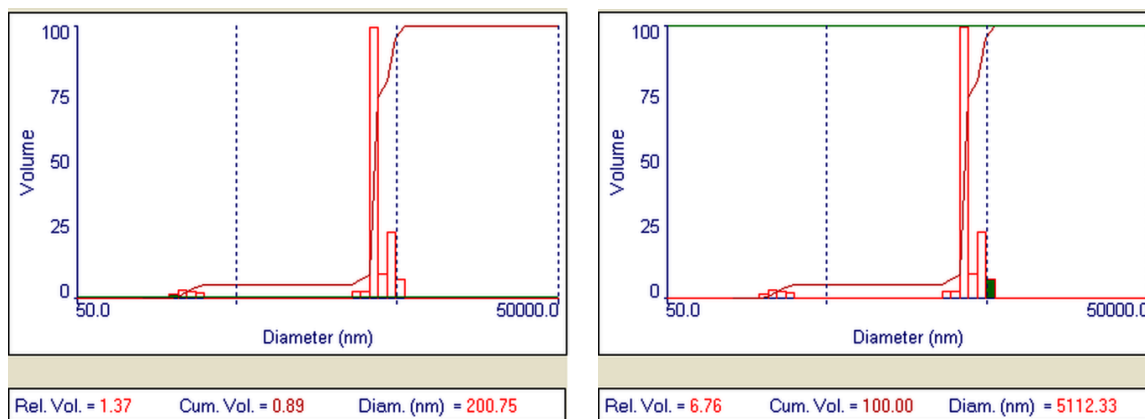 100
75
Volume
50
25
0
50.0
50000.0
Diameter (nm)
Rel. Vol. = 1.37 Cum. Vol. = 0.89 Diam. (nm) = 200.75
100
75
Volume
50
25
0
50.0
50000.0
Diameter (nm)
Rel. Vol. = 6.76 Cum. Vol. = 100.00 Diam. (nm) = 5112.33